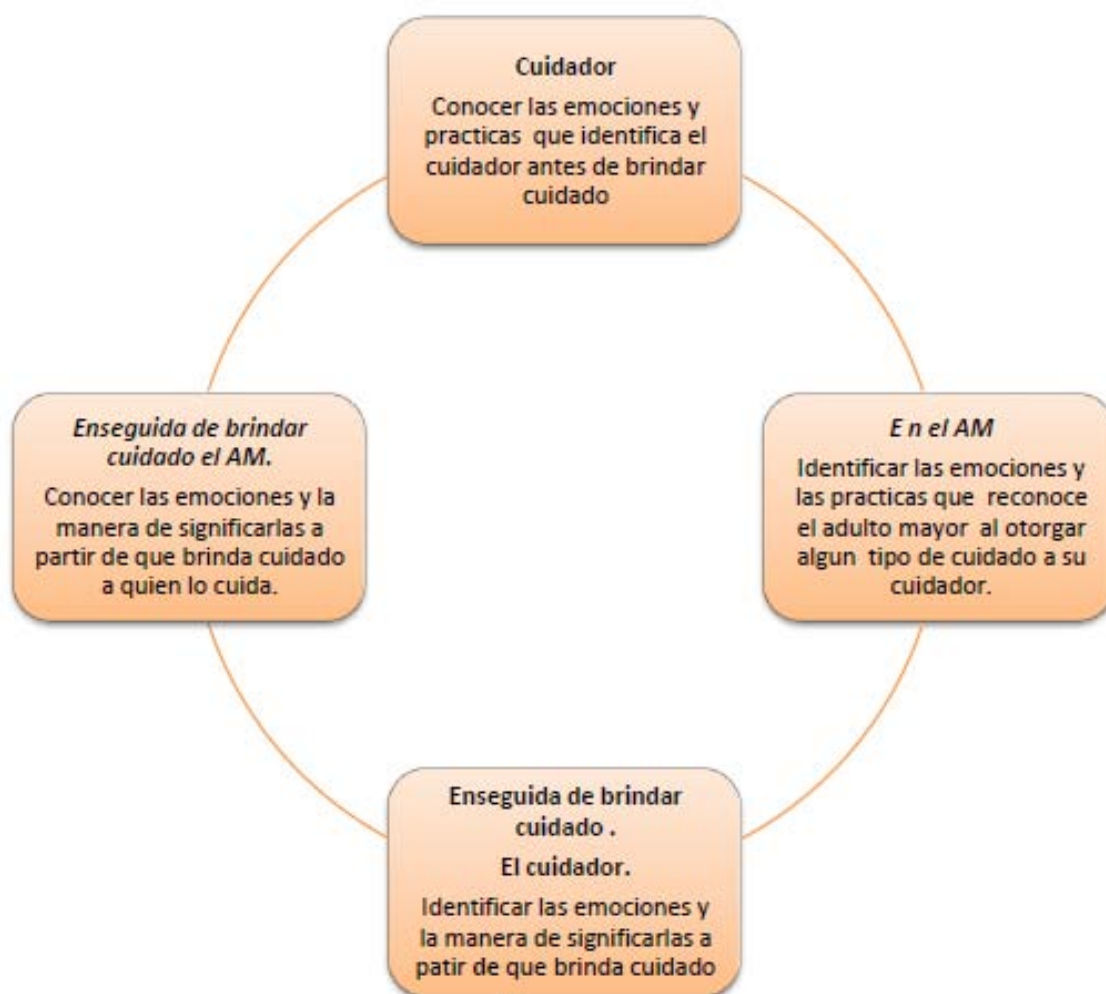 Cuidador
Conocer las emociones y
practicas que identifica el
cuidador antes de brindar
cuidado
E n el AM
Identificar las emociones y
las practicas que reconoce
el adulto mayor al otorgar
algun tipo de cuidado a su
cuidador.
Enseguida de brindar
cuidado .
El cuidador.
Identificar las emociones y
la manera de significarlas a
patir de que brinda cuidado
Enseguida de brindar
cuidado el AM.
Conocer las emociones y la
manera de significarlas a
partir de que brinda cuidado
a quien lo cuida.